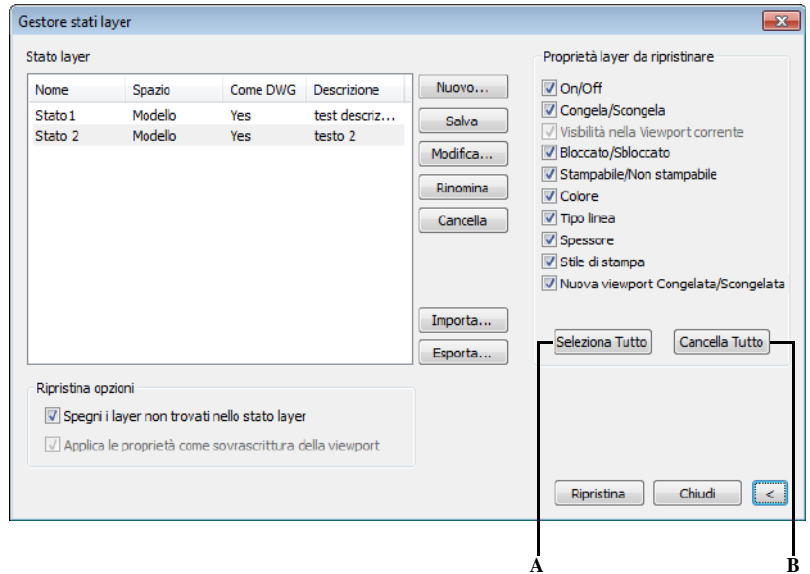 Gestore stati layer
Stato layer
Nome Spazio Come DWG Descrizione
Stato1 Modello Yes test descriz...
Stato 2 Modello Yes testo 2
Nuovo...
Salva
Modifica...
Rinomina
Cancella
Importa...
Esporta...
Proprietà layer da ripristinare
On/Off
Congela/Scongela
Visibilità nella Viewport corrente
Bloccato/Sbloccato
Stampabile/Non stampabile
Colore
Tipo linea
Spessore
Stile di stampa
Nuova viewport Congelata/Scongelata
Seleziona Tutto
Cancella Tutto
Ripristina opzioni
Spegni i layer non trovati nello stato layer
Applica le proprietà come sovrascrittura della viewport
Ripristina
Chiudi
<
A
B